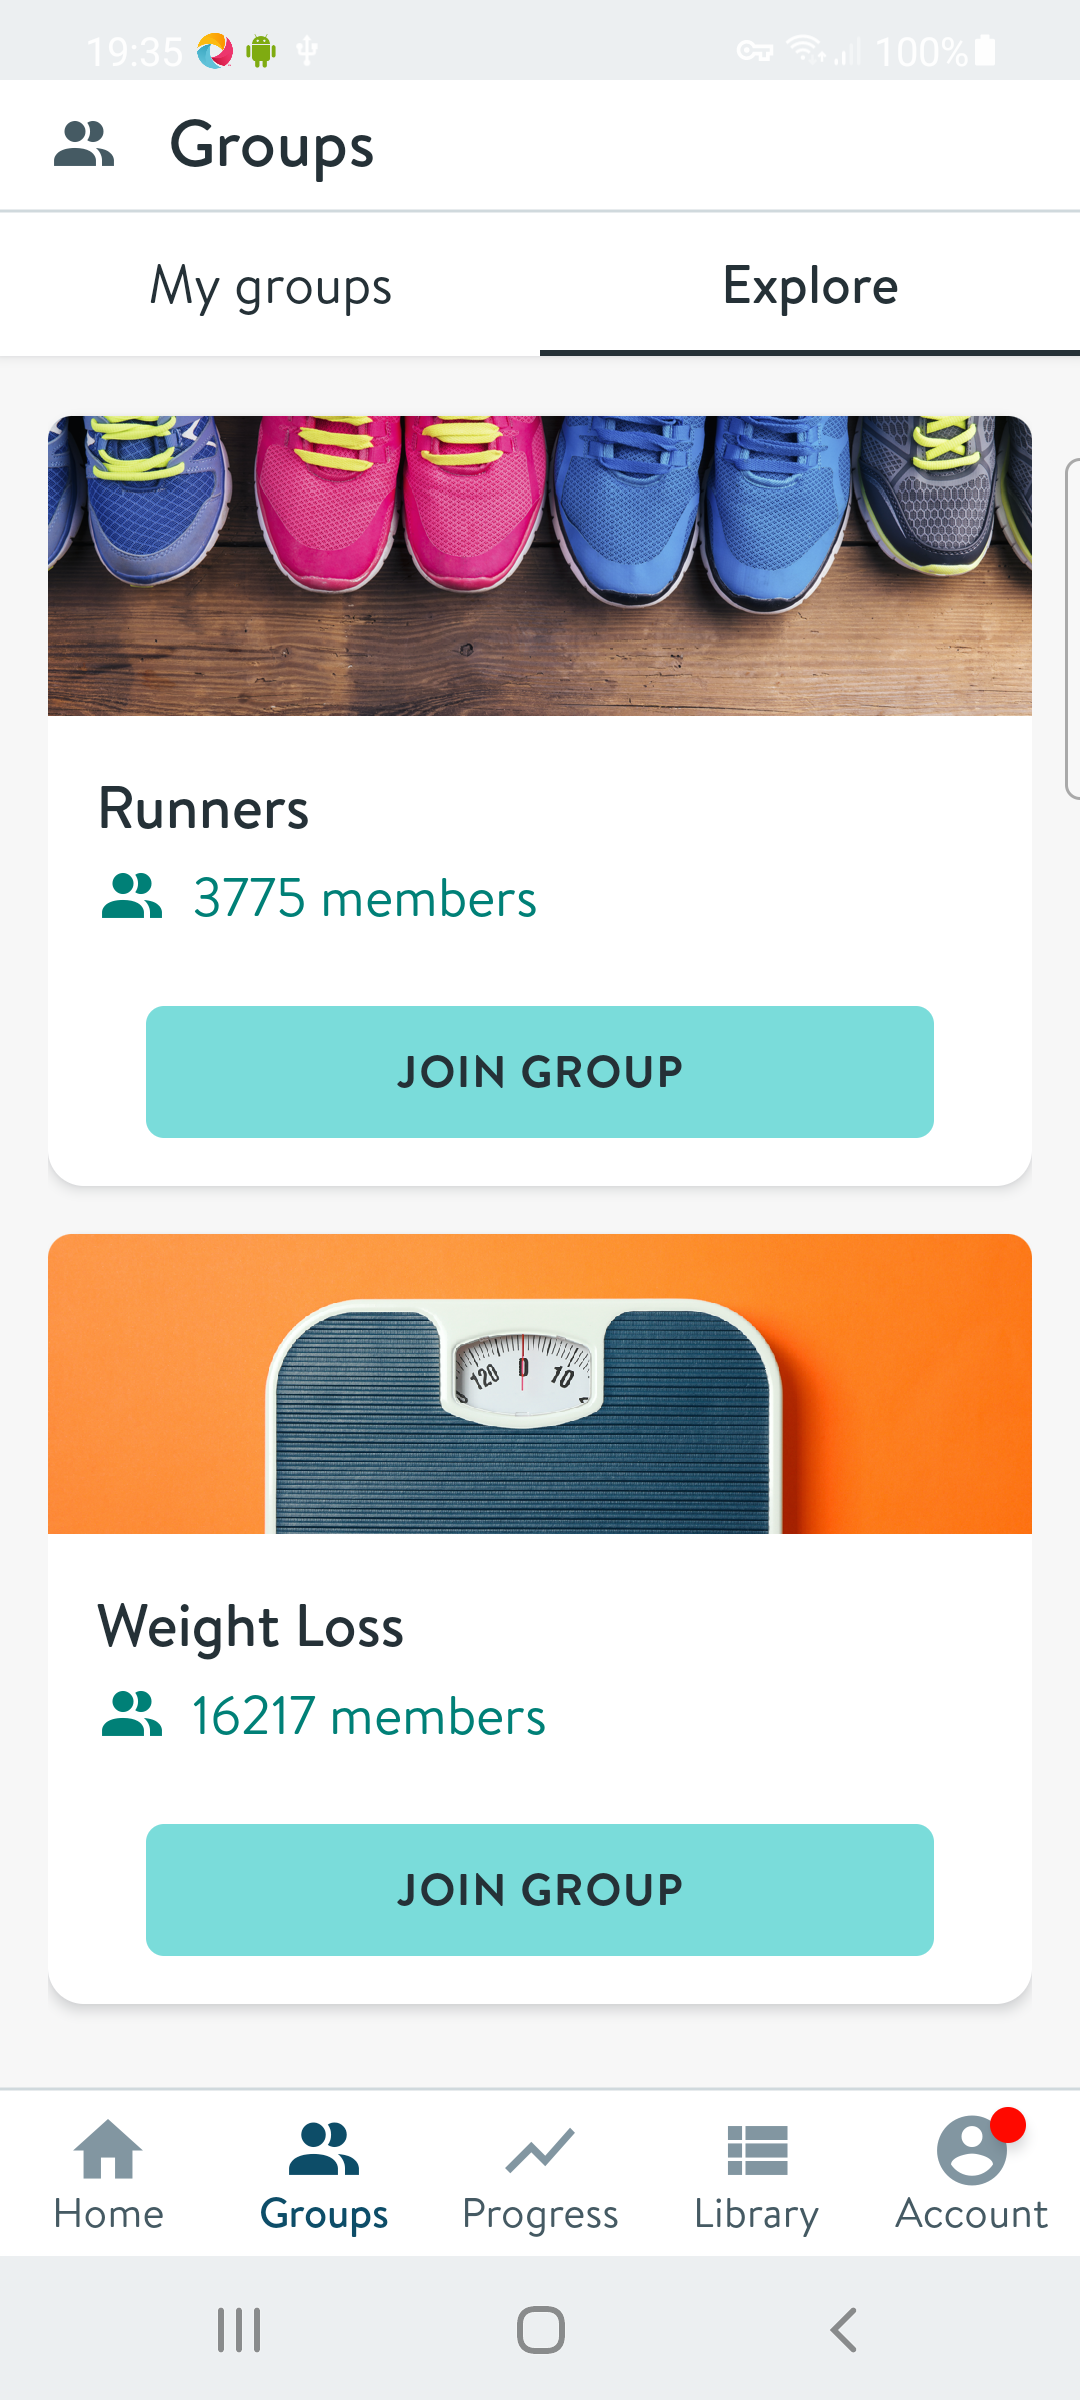 19:35
100%
Groups
My groups
Explore
Runners
3775 members
JOIN GROUP
120 0 10
Weight Loss
16217 members
JOIN GROUP
Home
Groups
Progress
Library
Account